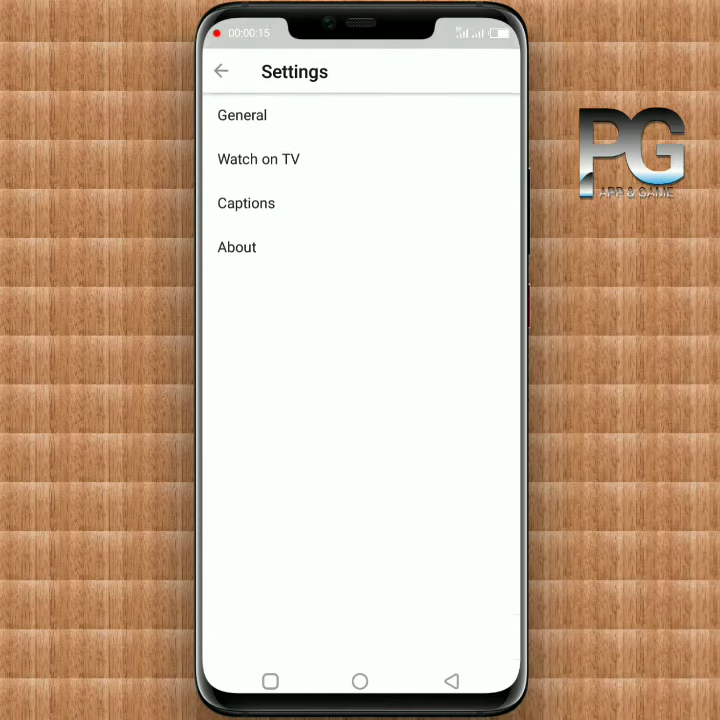 00:00:15
Settings
General
Watch on TV
Captions
About
PG
APP & GAME